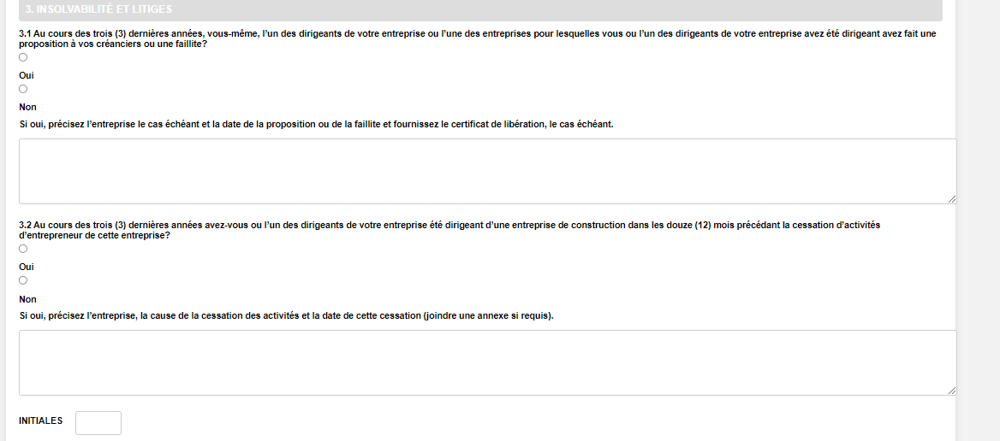 3. INSOLVABILITÉ ET LITIGES
3.1 Au cours des trois (3) dernières années, vous-même, l'un des dirigeants de votre entreprise ou l'une des entreprises pour lesquelles vous ou l'un des dirigeants de votre entreprise avez été dirigeant avez fait une
proposition à vos créanciers ou une faillite?
Oui
Non
Si oui, précisez l'entreprise le cas échéant et la date de la proposition ou de la faillite et fournissez le certificat de libération, le cas échéant.
3.2 Au cours des trois (3) dernières années avez-vous ou l'un des dirigeants de votre entreprise été dirigeant d'une entreprise de construction dans les douze (12) mois précédant la cessation d'activités
d'entrepreneur de cette entreprise?
Oui
Non
Si oui, précisez l'entreprise, la cause de la cessation des activités et la date de cette cessation (joindre une annexe si requis).
INITIALES